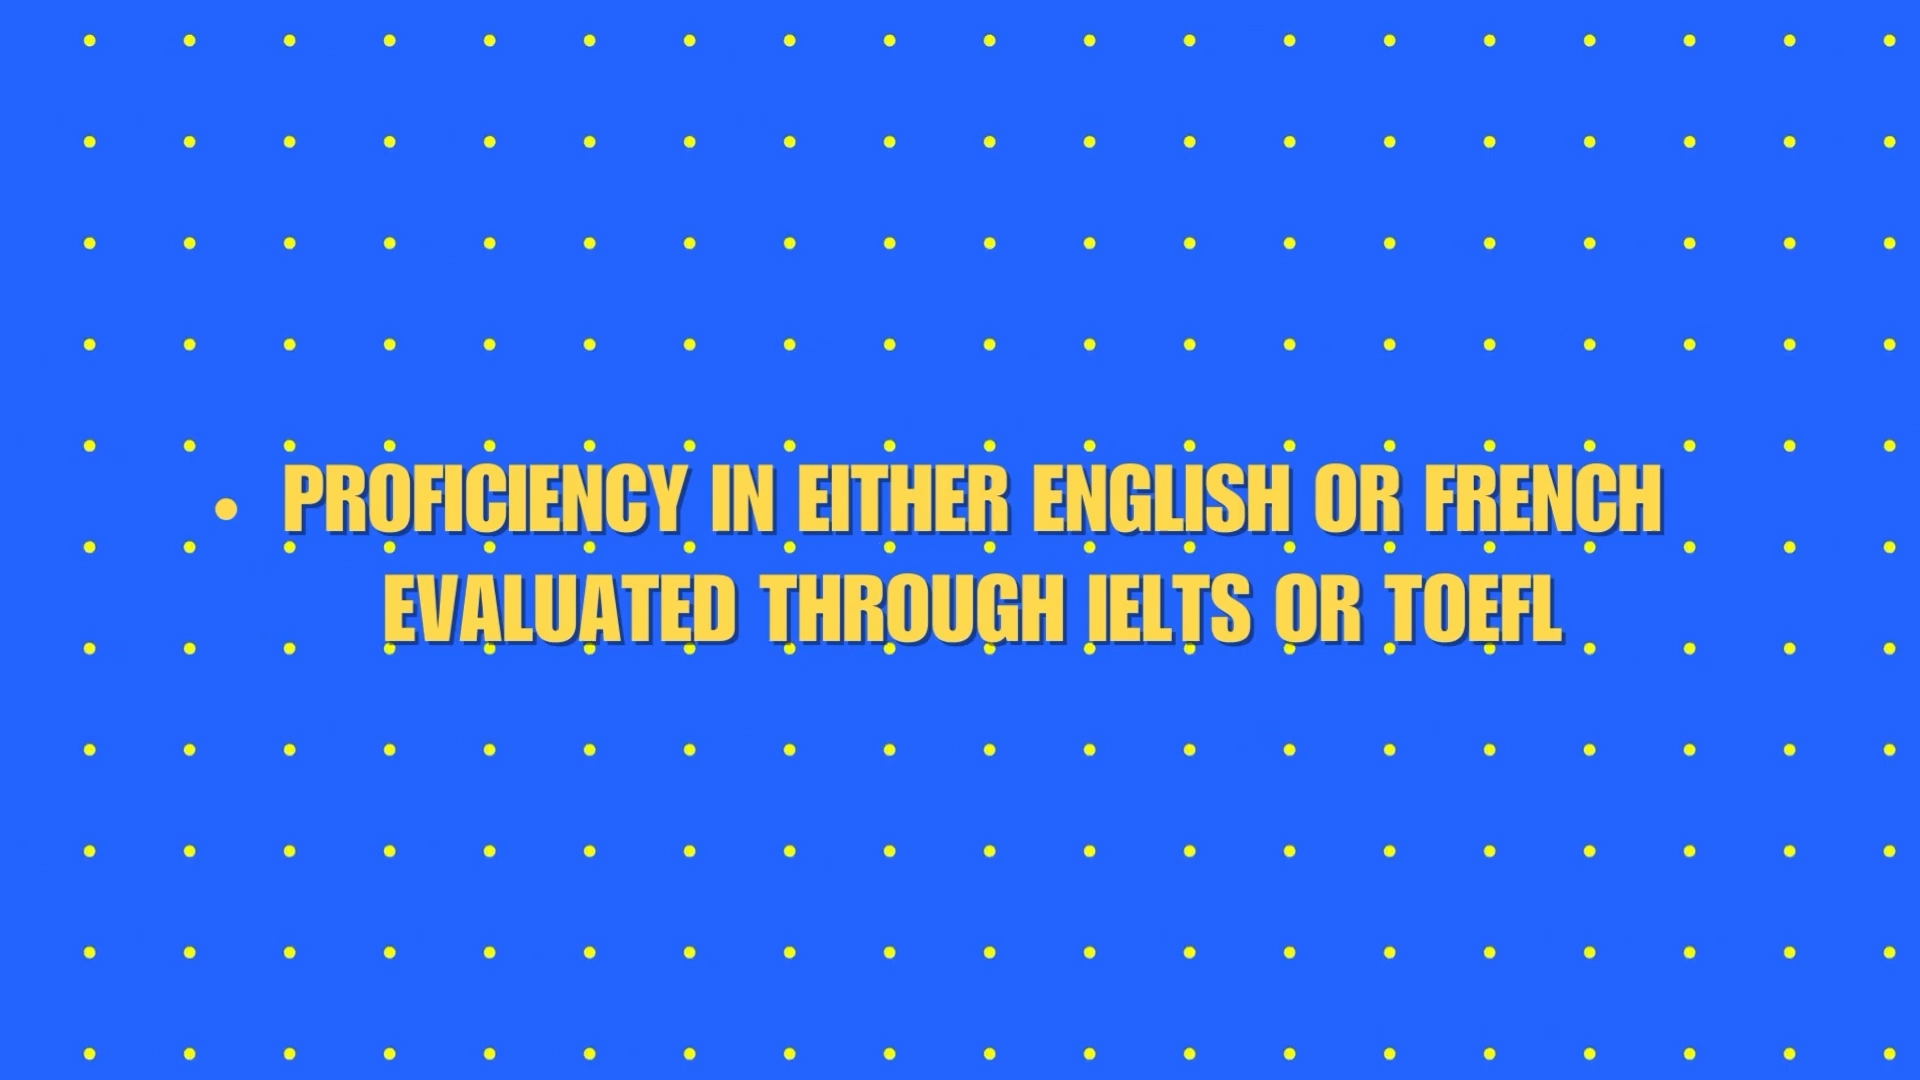 • PROFICIENCY IN EITHER ENGLISH OR FRENCH
EVALUATED THROUGH IELTS OR TOEFL